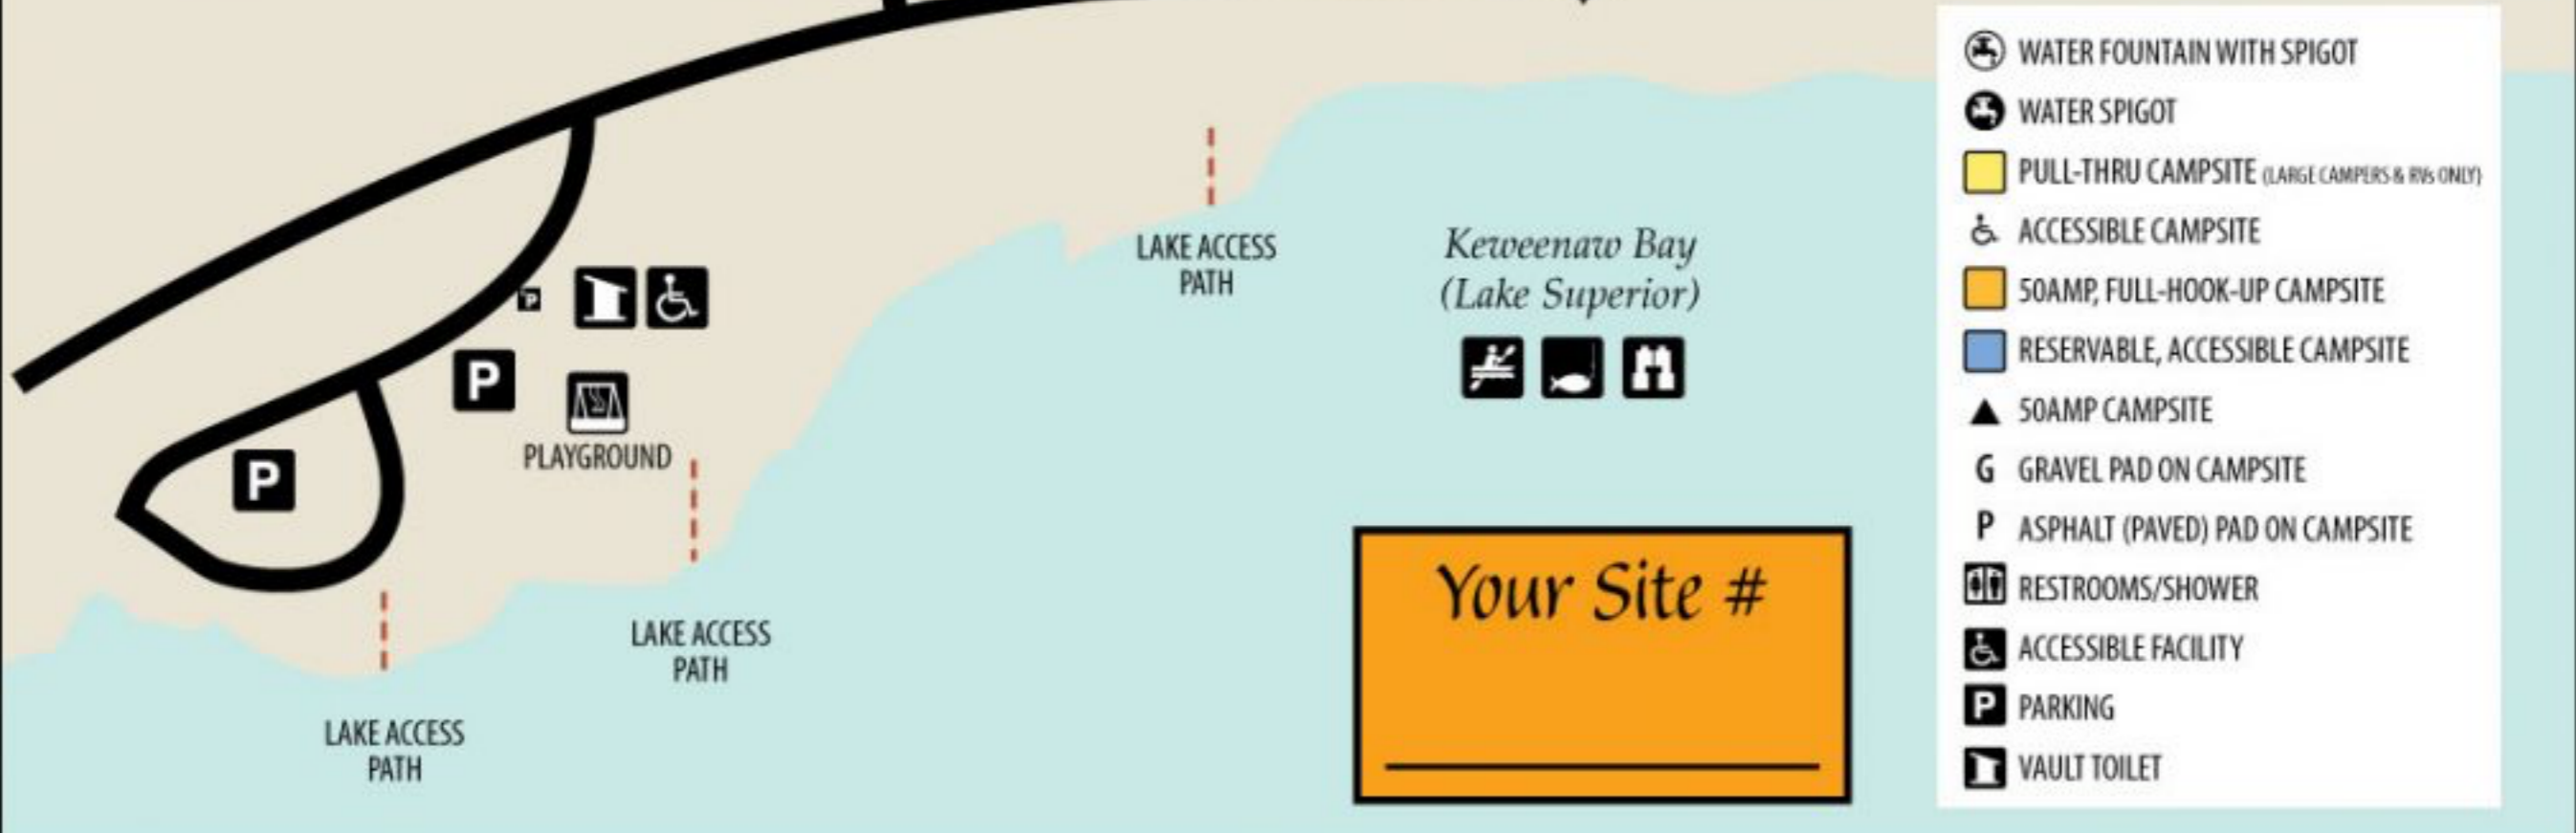 WATER FOUNTAIN WITH SPIGOT
WATER SPIGOT
PULL-THRU CAMPSITE (LARGE CAMPERS & RVs ONLY)
ACCESSIBLE CAMPSITE
50AMP, FULL-HOOK-UP CAMPSITE
RESERVABLE, ACCESSIBLE CAMPSITE
50AMP CAMPSITE
G GRAVEL PAD ON CAMPSITE
P ASPHALT (PAVED) PAD ON CAMPSITE
RESTROOMS/SHOWER
ACCESSIBLE FACILITY
P PARKING
VAULT TOILET
LAKE ACCESS
PATH
Keweenaw Bay
(Lake Superior)
P
P
PLAYGROUND
P
LAKE ACCESS
PATH
LAKE ACCESS
PATH
Your Site #